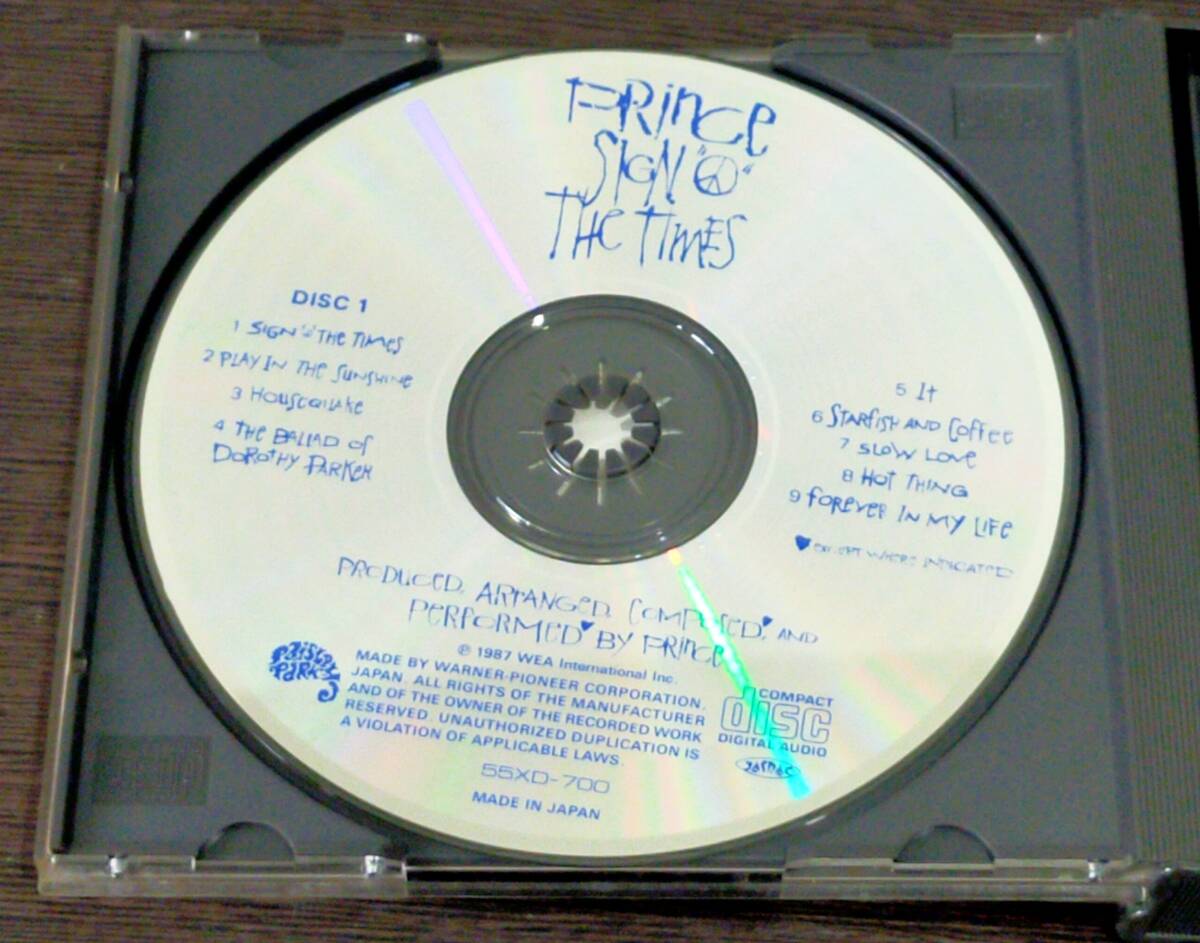 Prince
SIGN "☮"
THE TIMES
DISC 1
1 SIGN "☮" THE TIMES
2 PLAY IN THE SUNSHINE
3 HOUSEQUAKE
4 THE BALLAD OF
DOROTHY PARKER
5 It
6 STARFISH AND COFFEE
7 SLOW LOVE
8 HOT THING
9 FOREVER IN MY LIFE
♥ EXCEPT WHERE INDICATED
PRODUCED, ARRANGED, COMPOSED,♥ AND
PERFORMED♥ BY PRINCE
℗ 1987 WEA International Inc.
MADE BY WARNER-PIONEER CORPORATION,
JAPAN. ALL RIGHTS OF THE MANUFACTURER
AND OF THE OWNER OF THE RECORDED WORK
RESERVED. UNAUTHORIZED DUPLICATION IS
A VIOLATION OF APPLICABLE LAWS.
PAISLEY
PARK
COMPACT
disc
DIGITAL AUDIO
JASRAC
55XD-700
MADE IN JAPAN